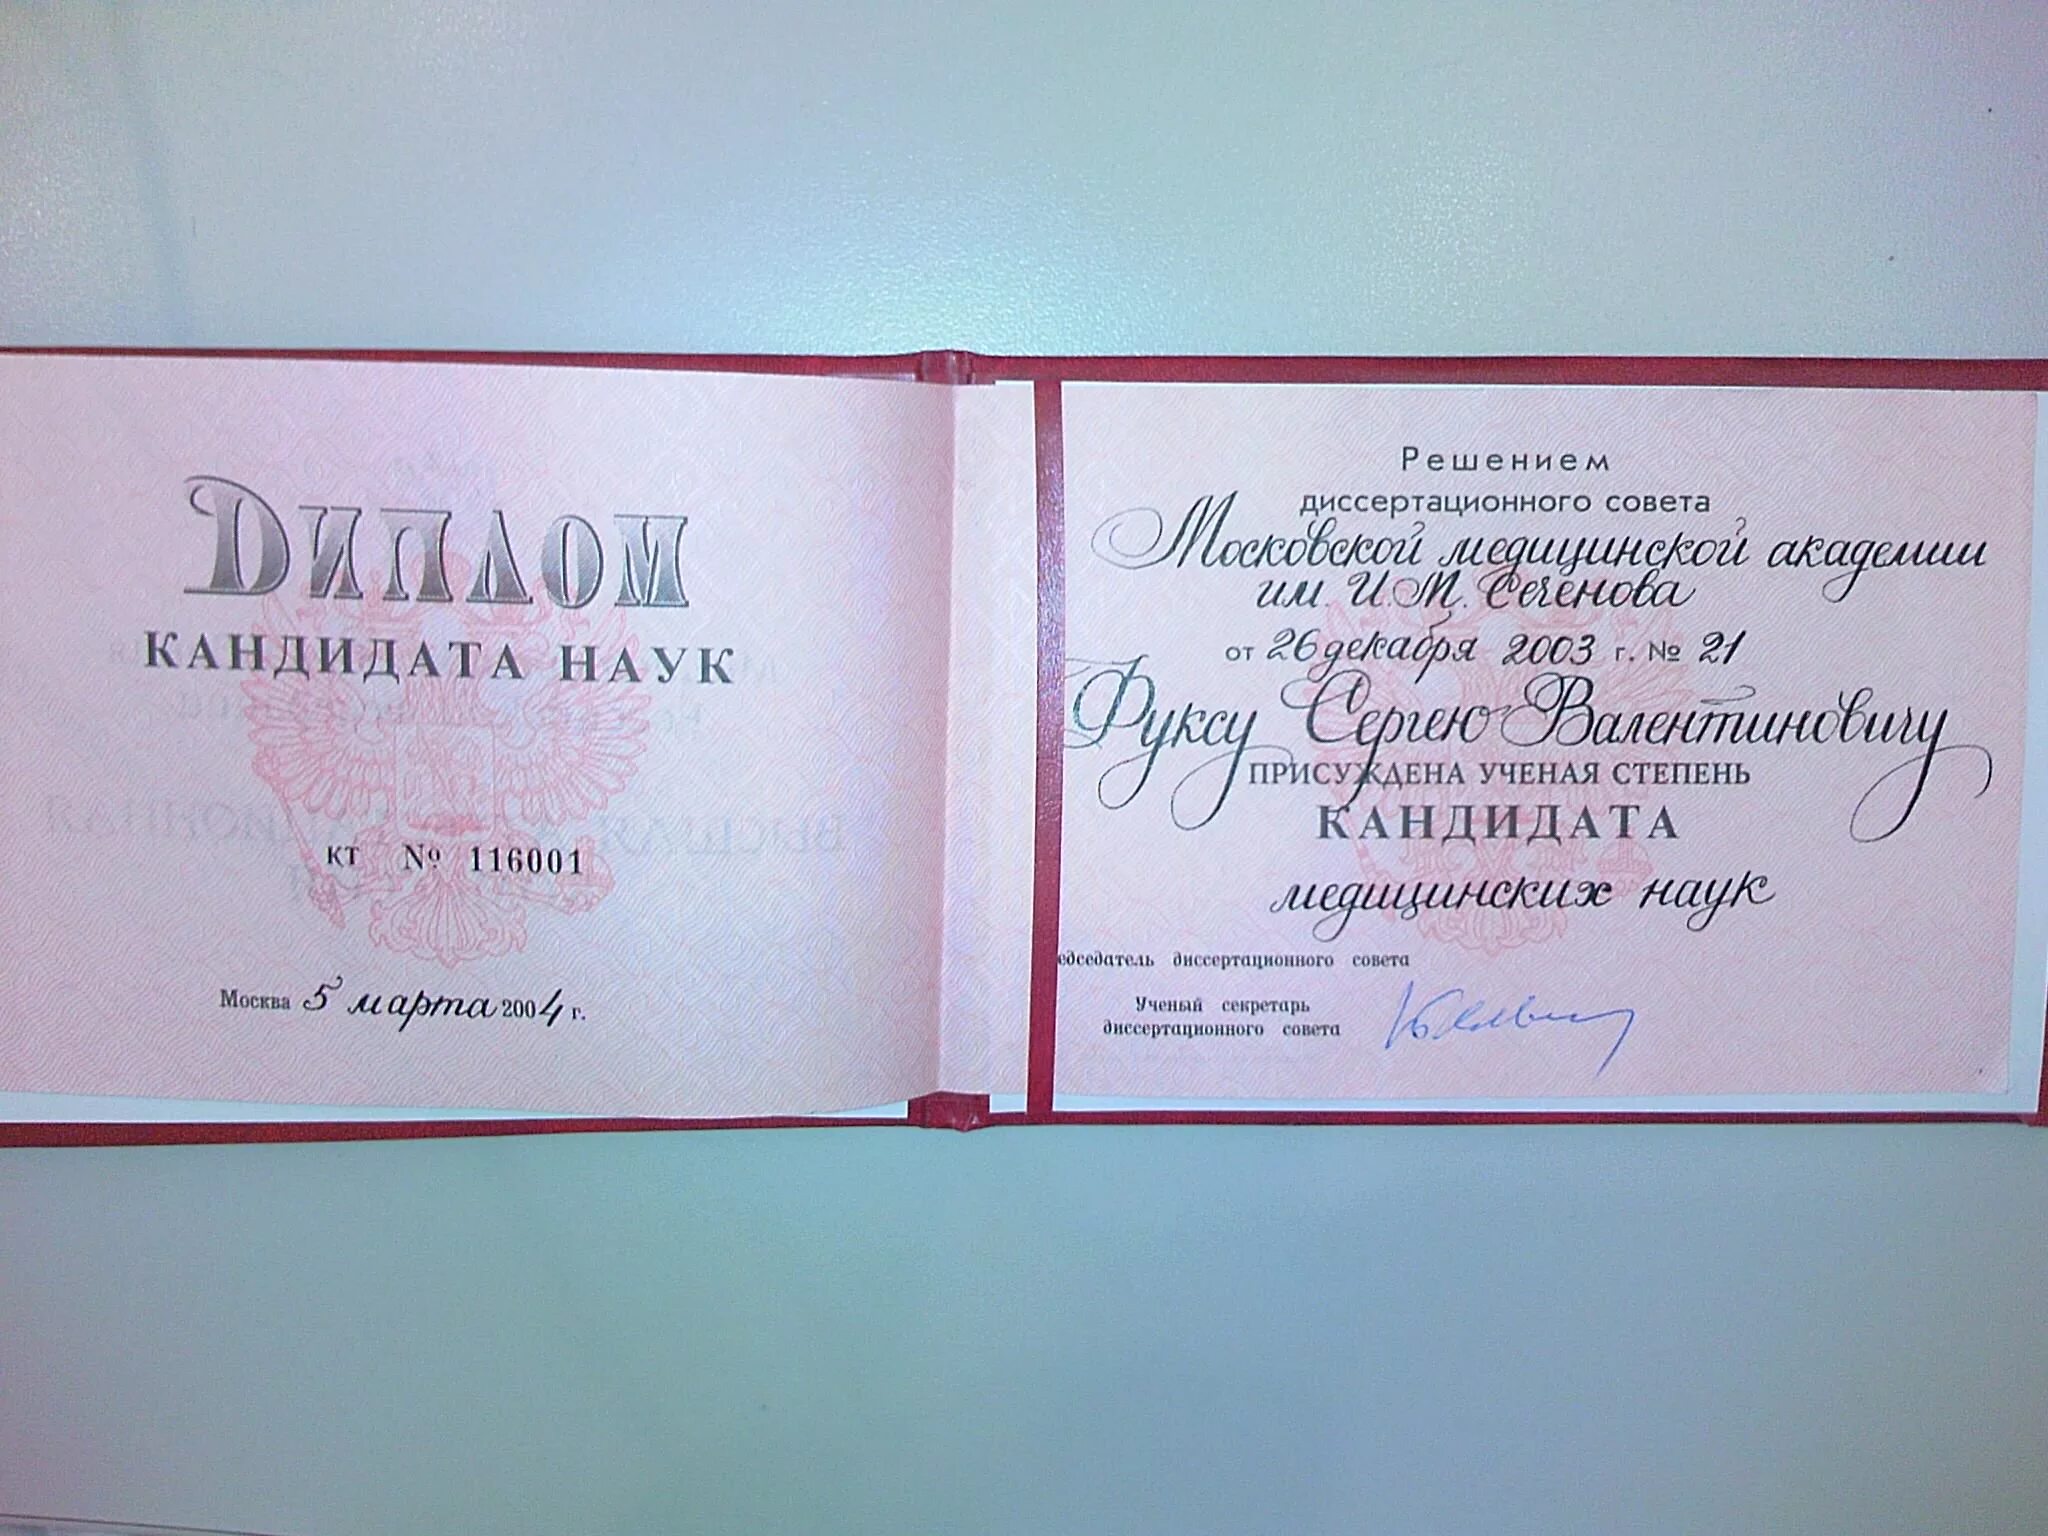 ДИПЛОМ
КАНДИДАТА НАУК
КТ № 116001
Москва 5 марта 2004 г.
Решением
диссертационного совета
Московской медицинской академии
им. И.М. Сеченова
от 26 декабря 2003 г. № 21
Фуксу Сергею Валентиновичу
ПРИСУЖДЕНА УЧЕНАЯ СТЕПЕНЬ
КАНДИДАТА
медицинских наук
едседатель диссертационного совета
Ученый секретарь
диссертационного совета